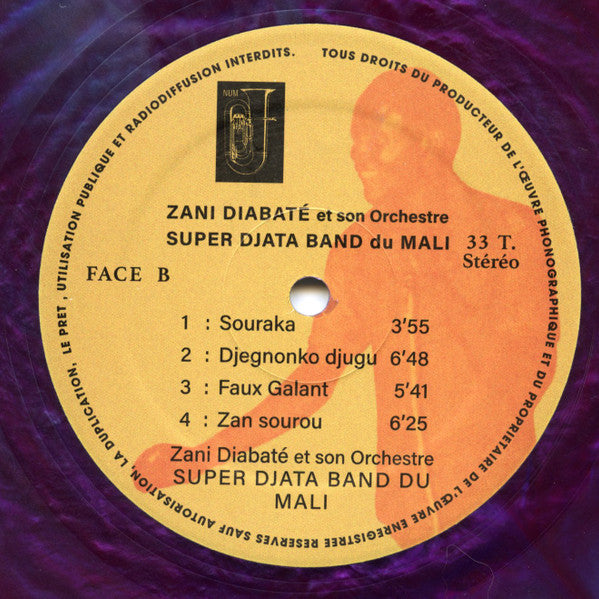 TOUS DROITS DU PRODUCTEUR DE L'ŒUVRE PHONOGRAPHIQUE ET DU PROPRIETAIRE DE L'ŒUVRE ENREGISTREE RESERVES SAUF AUTORISATION, LA DUPLICATION, LE PRET, UTILISATION PUBLIQUE ET RADIODIFFUSION INTERDITS.
NUM
ZANI DIABATÉ et son Orchestre
SUPER DJATA BAND du MALI
33 T.
Stéréo
FACE B
1 : Souraka 3'55
2 : Djegnonko djugu 6'48
3 : Faux Galant 5'41
4 : Zan sourou 6'25
Zani Diabaté et son Orchestre
SUPER DJATA BAND DU
MALI